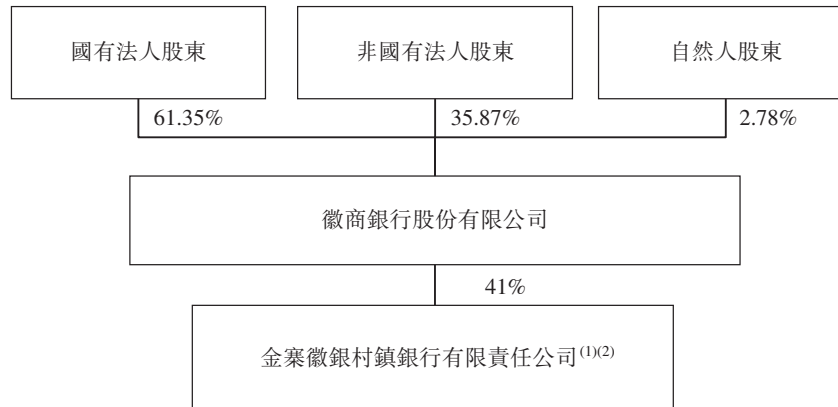 國有法人股東
非國有法人股東
自然人股東
61.35%
35.87%
2.78%
徽商銀行股份有限公司
41%
金寨徽銀村鎮銀行有限責任公司(1)(2)